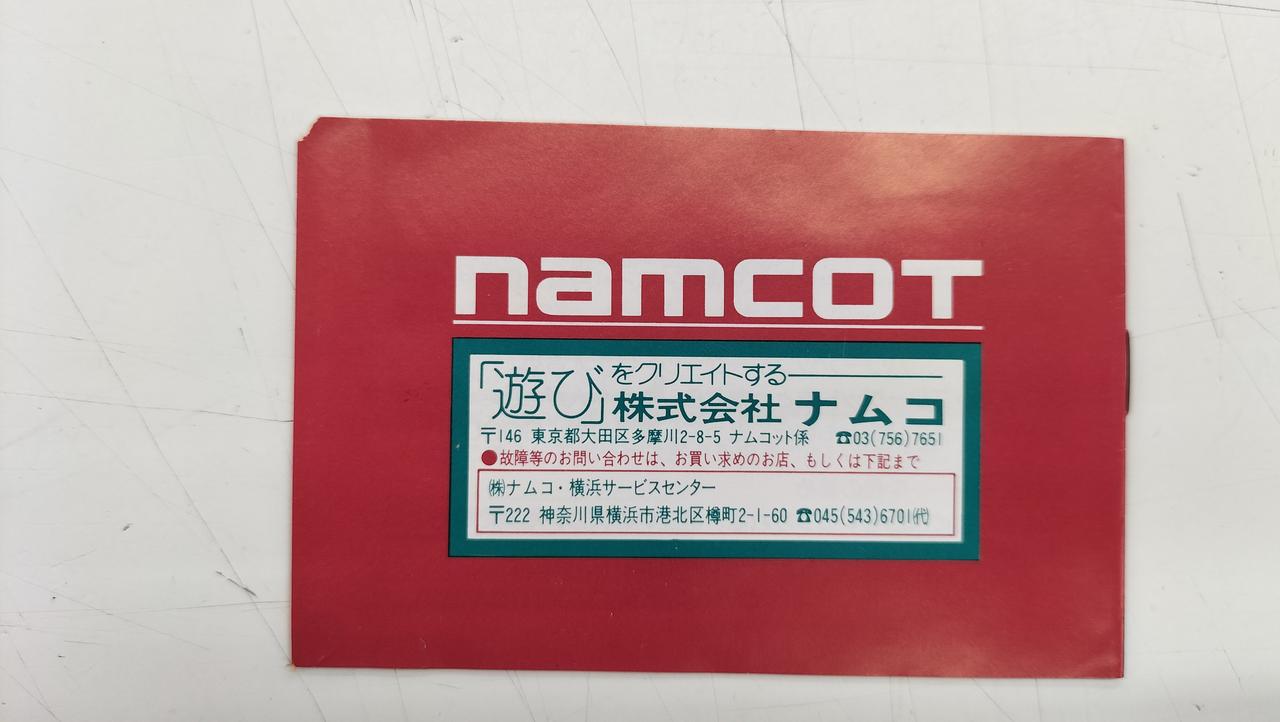 namcoT
「遊び」をクリエイトする
株式会社ナムコ
〒146 東京都大田区多摩川2-8-5 ナムコット係 ☎03(756)7651
●故障等のお問い合わせは、お買い求めのお店、もしくは下記まで
㈱ナムコ・横浜サービスセンター
〒222 神奈川県横浜市港北区樽町2-1-60 ☎045(543)6701㈹